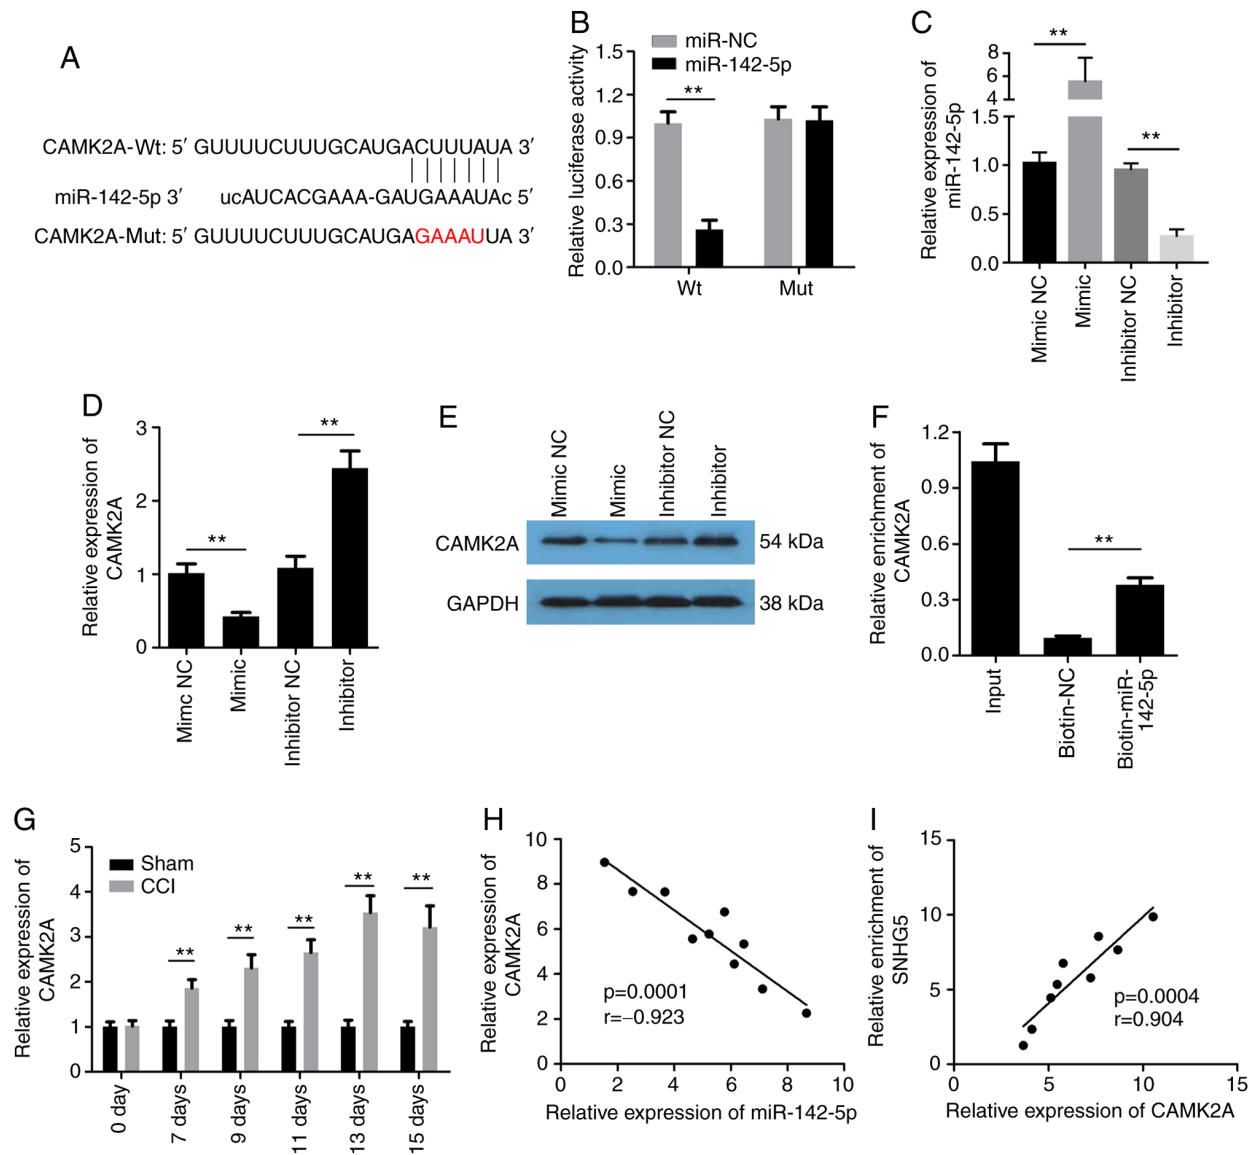 A
CAMK2A-Wt: 5′ GUUUUCUUUGCAUGACUUUAUA 3′
miR-142-5p 3′ ucAUCACGAAA-GAUGAAAUAc 5′
CAMK2A-Mut: 5′ GUUUUCUUUGCAUGAGAAAUUA 3′
B
miR-NC
miR-142-5p
Relative luciferase activity
1.5
1.2
0.9
0.6
0.3
0.0
**
Wt
Mut
C
Relative expression of
miR-142-5p
8
6
4
1.5
1.0
0.5
0.0
**
**
Mimic NC
Mimic
Inhibitor NC
Inhibitor
D
Relative expression of
CAMK2A
3
2
1
0
**
**
Mimc NC
Mimic
Inhibitor NC
Inhibitor
E
Mimic NC
Mimic
Inhibitor NC
Inhibitor
CAMK2A
54 kDa
GAPDH
38 kDa
F
Relative enrichment of
CAMK2A
1.2
0.9
0.6
0.3
0.0
**
Input
Biotin-NC
Biotin-miR-
142-5p
G
Relative expression of
CAMK2A
5
4
3
2
1
0
Sham
CCI
**
**
**
**
**
0 day
7 days
9 days
11 days
13 days
15 days
H
Relative expression of
CAMK2A
10
8
6
4
2
0
p=0.0001
r=−0.923
0
2
4
6
8
10
Relative expression of miR-142-5p
I
Relative enrichment of
SNHG5
15
10
5
0
p=0.0004
r=0.904
0
5
10
15
Relative expression of CAMK2A